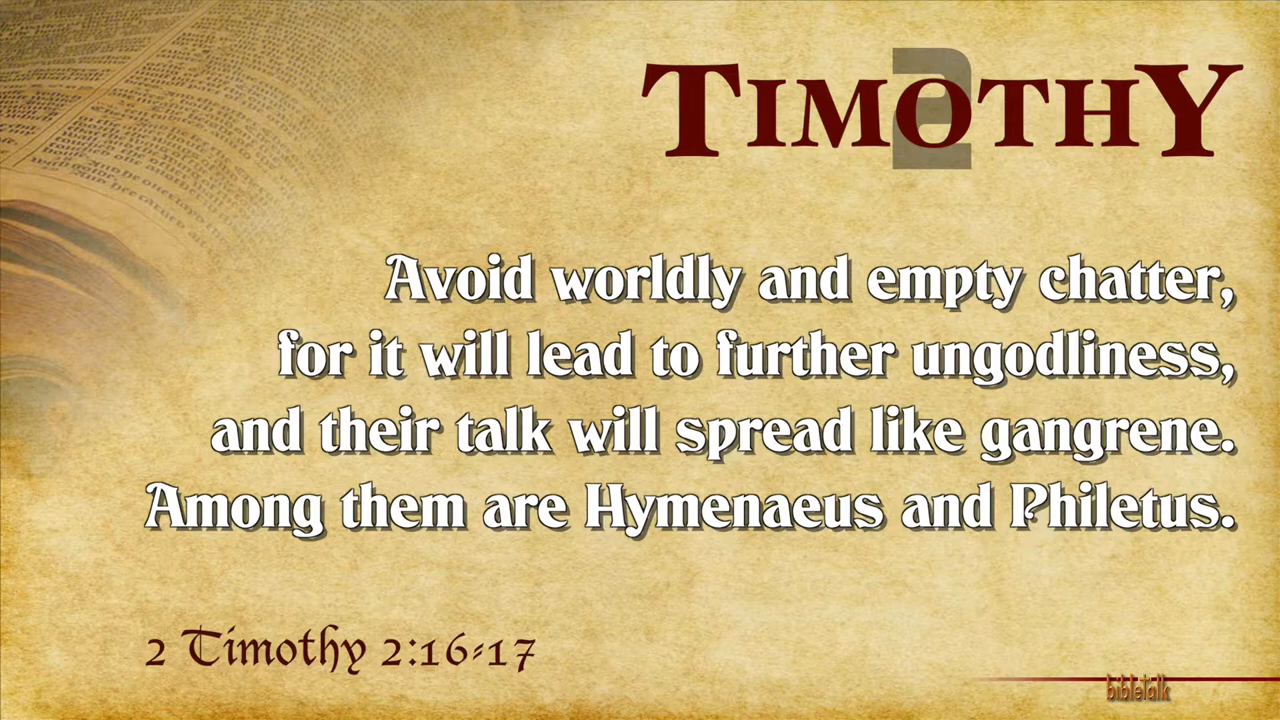 2 TIMOTHY
Avoid worldly and empty chatter,
for it will lead to further ungodliness,
and their talk will spread like gangrene.
Among them are Hymenaeus and Philetus.
2 Timothy 2:16-17
bibletalk